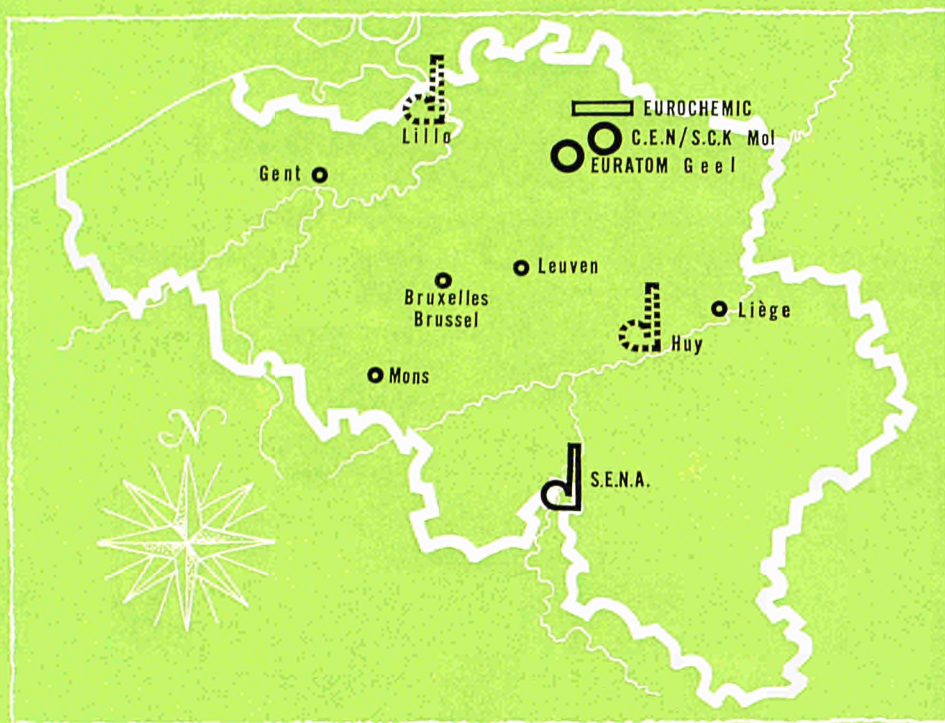 EUROCHEMIC
C.E.N/S.C.K Mol
EURATOM Geel
Lillo
Gent
Leuven
Bruxelles
Brussel
Liège
Huy
Mons
N
S.E.N.A.